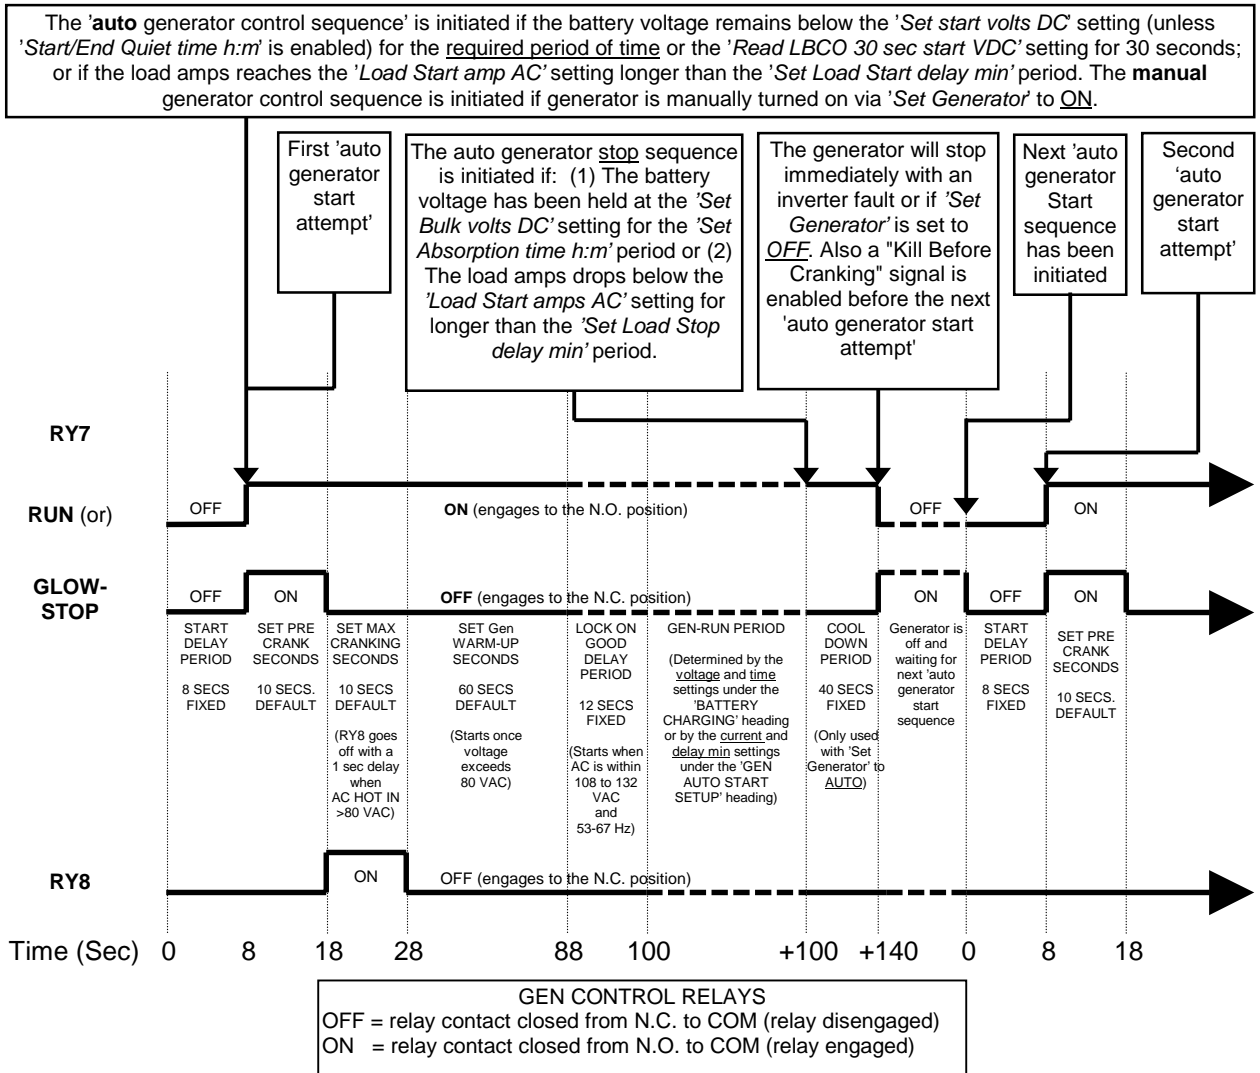 The 'auto generator control sequence' is initiated if the battery voltage remains below the 'Set start volts DC' setting (unless
'Start/End Quiet time h:m' is enabled) for the required period of time or the 'Read LBCO 30 sec start VDC' setting for 30 seconds;
or if the load amps reaches the 'Load Start amp AC' setting longer than the 'Set Load Start delay min' period. The manual
generator control sequence is initiated if generator is manually turned on via 'Set Generator' to ON.
First 'auto
generator
start
attempt'
The auto generator stop sequence
is initiated if: (1) The battery
voltage has been held at the 'Set
Bulk volts DC' setting for the 'Set
Absorption time h:m' period or (2)
The load amps drops below the
'Load Start amps AC' setting for
longer than the 'Set Load Stop
delay min' period.
The generator will stop
immediately with an
inverter fault or if 'Set
Generator' is set to
OFF. Also a "Kill Before
Cranking" signal is
enabled before the next
'auto generator start
attempt'
Next 'auto
generator
Start
sequence
has been
initiated
Second
'auto
generator
start
attempt'
RY7
RUN (or)
OFF
ON (engages to the N.O. position)
OFF
ON
GLOW-
STOP
OFF
ON
OFF (engages to the N.C. position)
ON
OFF
ON
START
DELAY
PERIOD
8 SECS
FIXED
SET PRE
CRANK
SECONDS
10 SECS.
DEFAULT
SET MAX
CRANKING
SECONDS
10 SECS
DEFAULT
(RY8 goes
off with a
1 sec delay
when
AC HOT IN
>80 VAC)
SET Gen
WARM-UP
SECONDS
60 SECS
DEFAULT
(Starts once
voltage
exceeds
80 VAC)
LOCK ON
GOOD
DELAY
PERIOD
12 SECS
FIXED
(Starts when
AC is within
108 to 132
VAC
and
53-67 Hz)
GEN-RUN PERIOD
(Determined by the
voltage and time
settings under the
'BATTERY
CHARGING' heading
or by the current and
delay min settings
under the 'GEN
AUTO START
SETUP' heading)
COOL
DOWN
PERIOD
40 SECS
FIXED
(Only used
with 'Set
Generator' to
AUTO)
Generator is
off and
waiting for
next 'auto
generator
start
sequence
START
DELAY
PERIOD
8 SECS
FIXED
SET PRE
CRANK
SECONDS
10 SECS.
DEFAULT
RY8
ON
OFF (engages to the N.C. position)
Time (Sec) 0 8 18 28 88 100 +100 +140 0 8 18
GEN CONTROL RELAYS
OFF = relay contact closed from N.C. to COM (relay disengaged)
ON = relay contact closed from N.O. to COM (relay engaged)